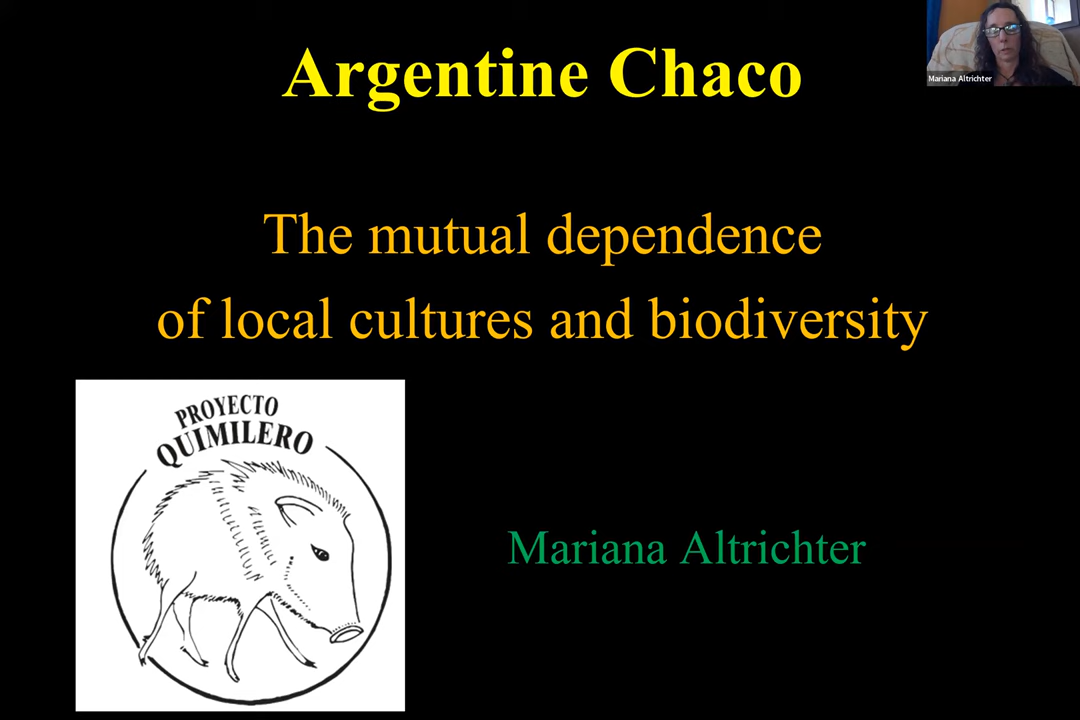 Argentine Chaco
Mariana Altrichter
The mutual dependence
of local cultures and biodiversity
PROYECTO
QUIMILERO
Mariana Altrichter